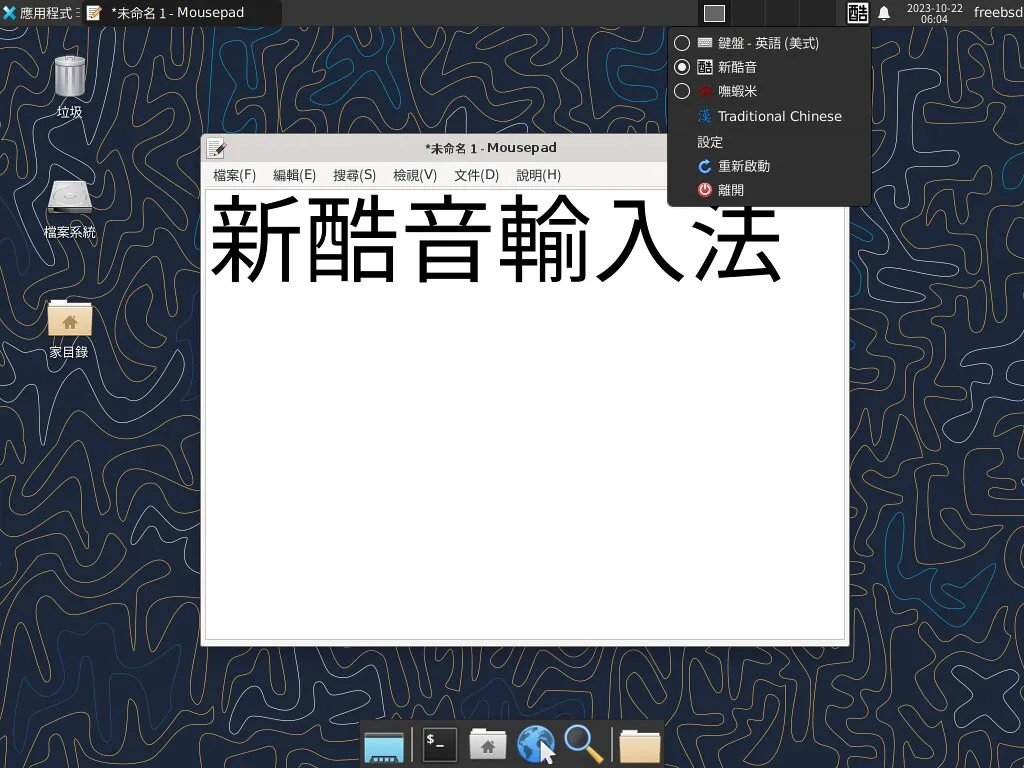 應用程式
*未命名 1 - Mousepad
酷
2023-10-22
06:04
freebsd
鍵盤 - 英語 (美式)
酷 新酷音
嘸蝦米
漢 Traditional Chinese
設定
重新啟動
離開
垃圾
檔案系統
家目錄
*未命名 1 - Mousepad
檔案(F) 編輯(E) 搜尋(S) 檢視(V) 文件(D) 說明(H)
新酷音輸入法
$_